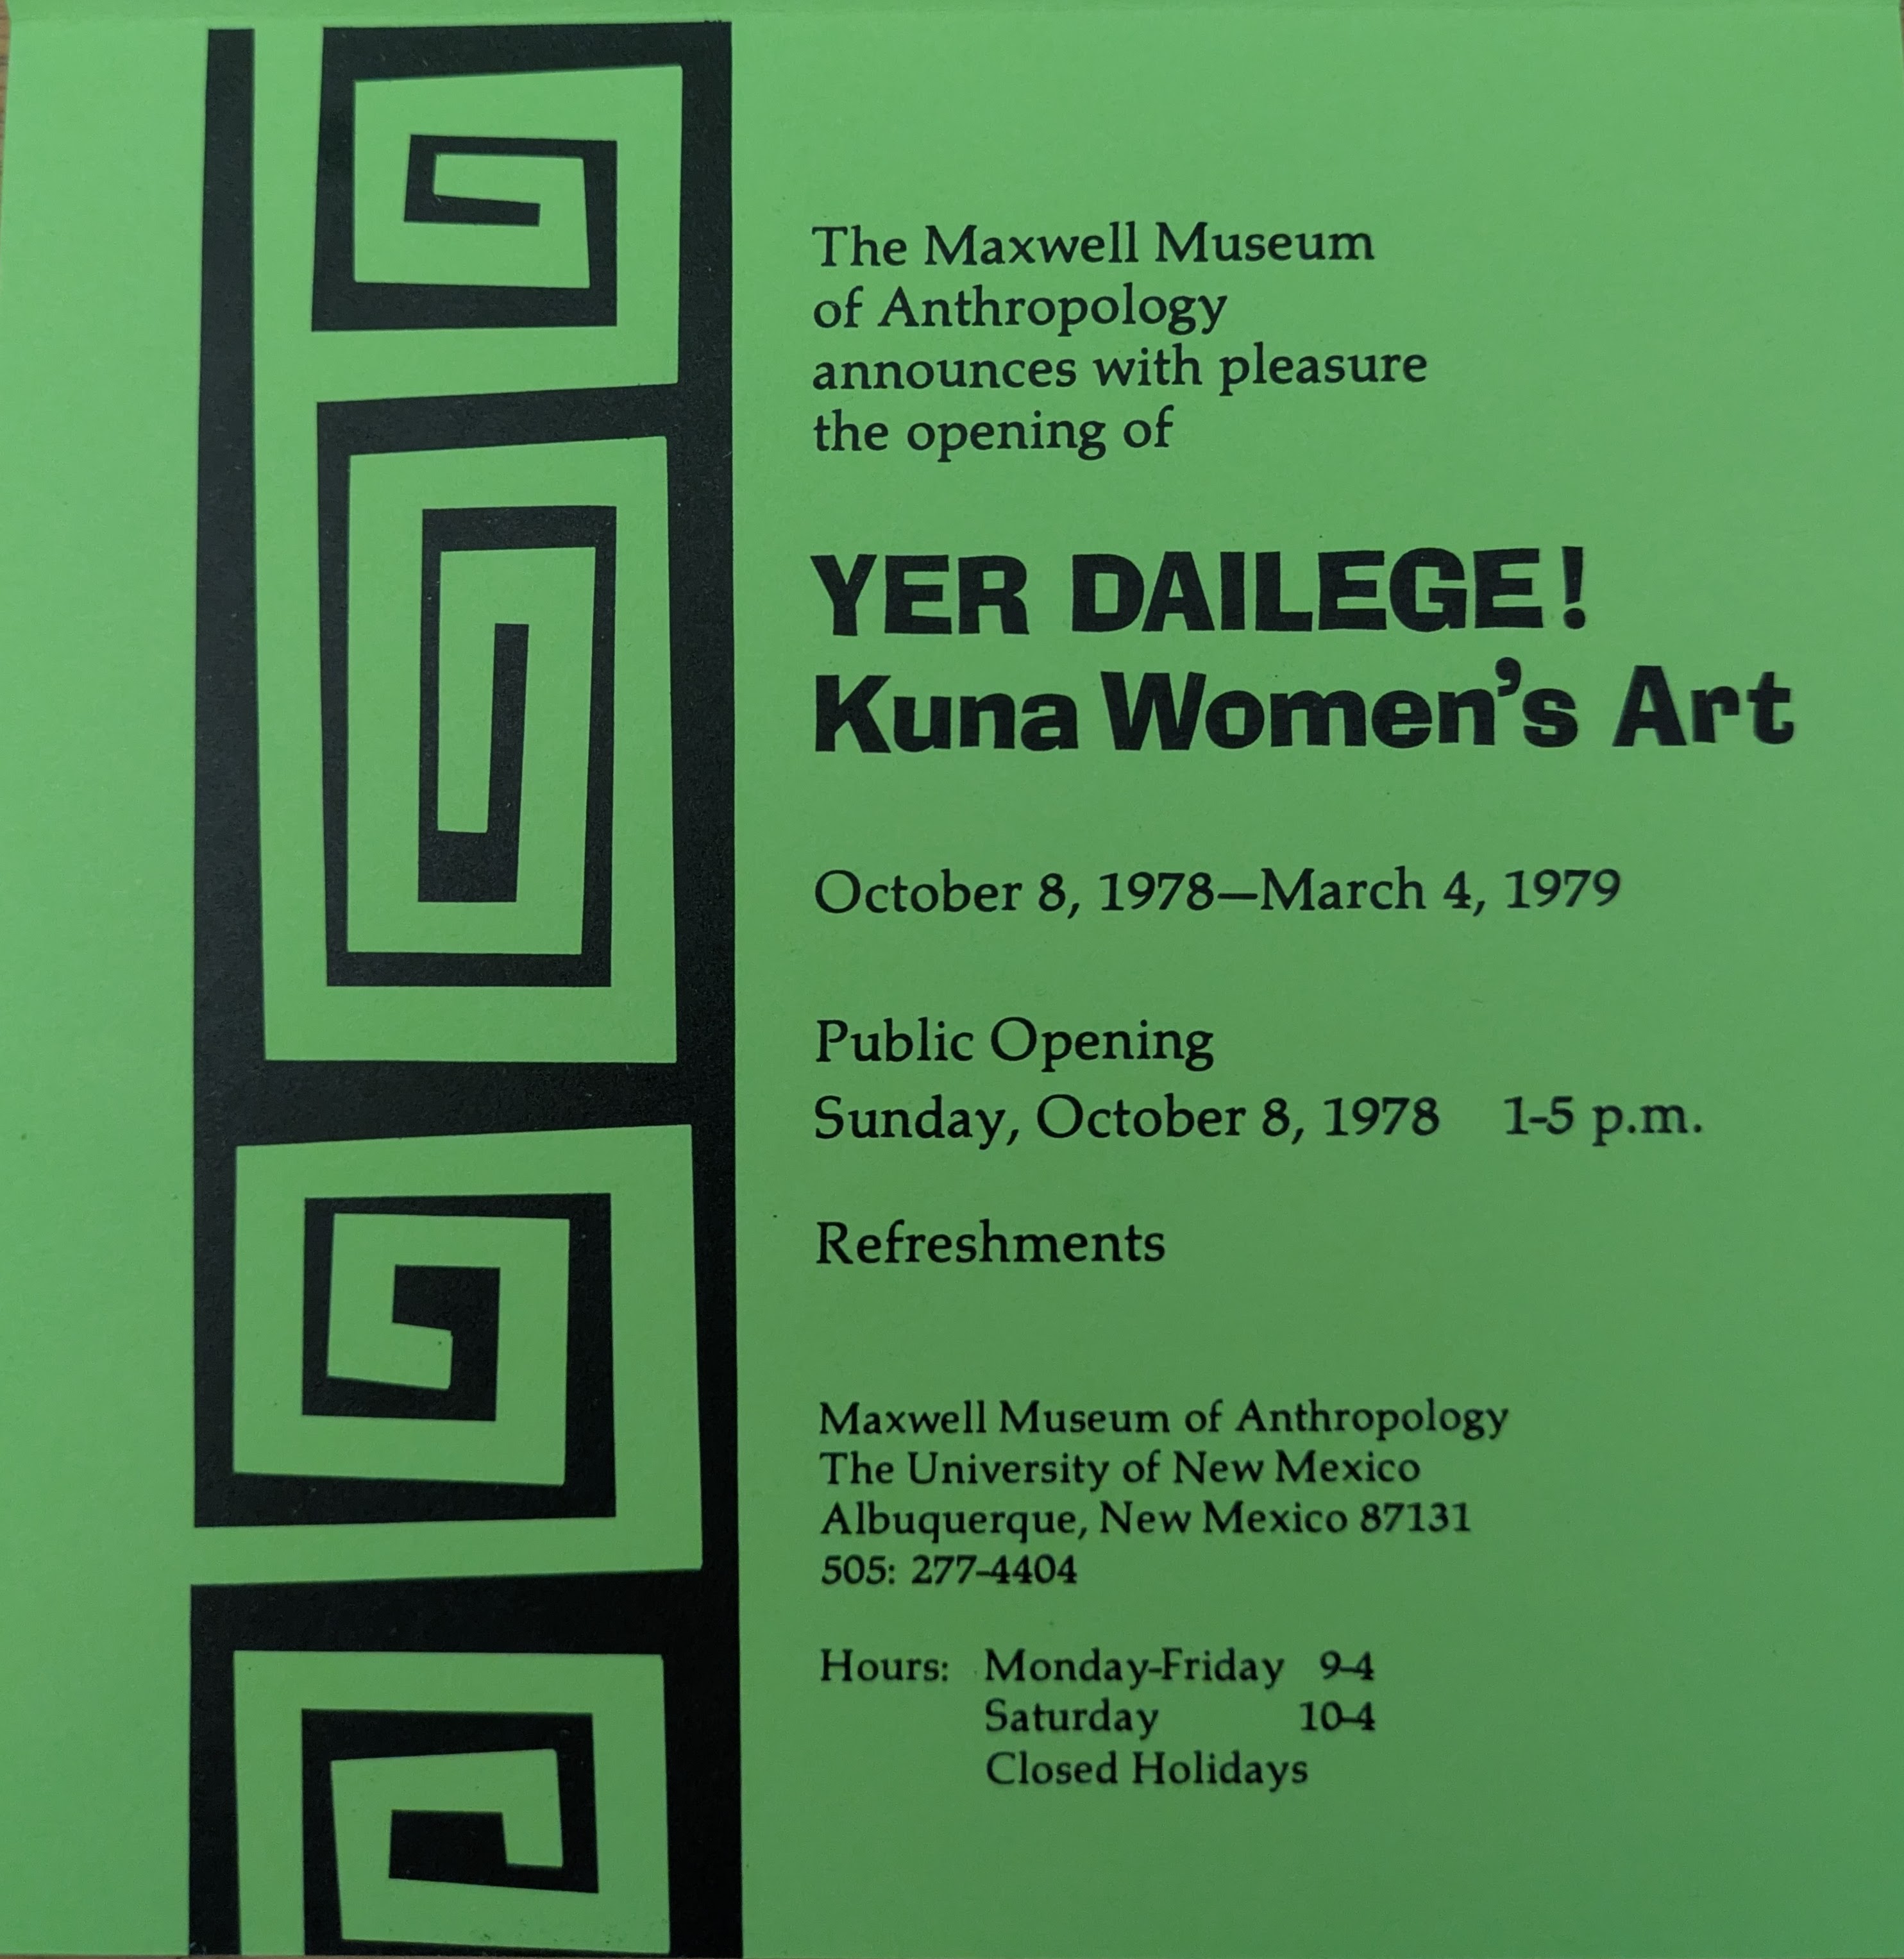 The Maxwell Museum
of Anthropology
announces with pleasure
the opening of
YER DAILEGE!
Kuna Women's Art
October 8, 1978—March 4, 1979
Public Opening
Sunday, October 8, 1978 1-5 p.m.
Refreshments
Maxwell Museum of Anthropology
The University of New Mexico
Albuquerque, New Mexico 87131
505: 277-4404
Hours: Monday-Friday 9-4
Saturday 10-4
Closed Holidays